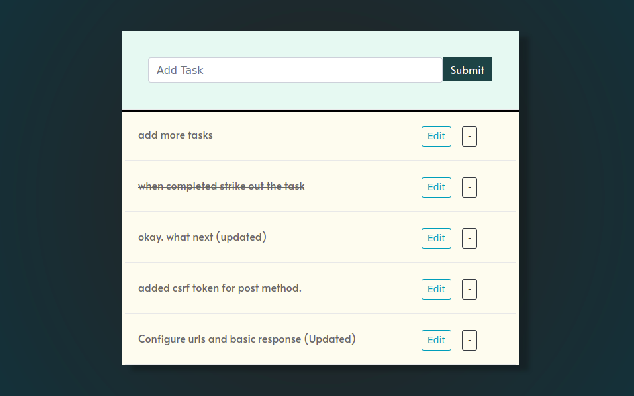 Add Task
Submit
add more tasks Edit -
when completed strike out the task Edit -
okay. what next (updated) Edit -
added csrf token for post method. Edit -
Configure urls and basic response (Updated) Edit -